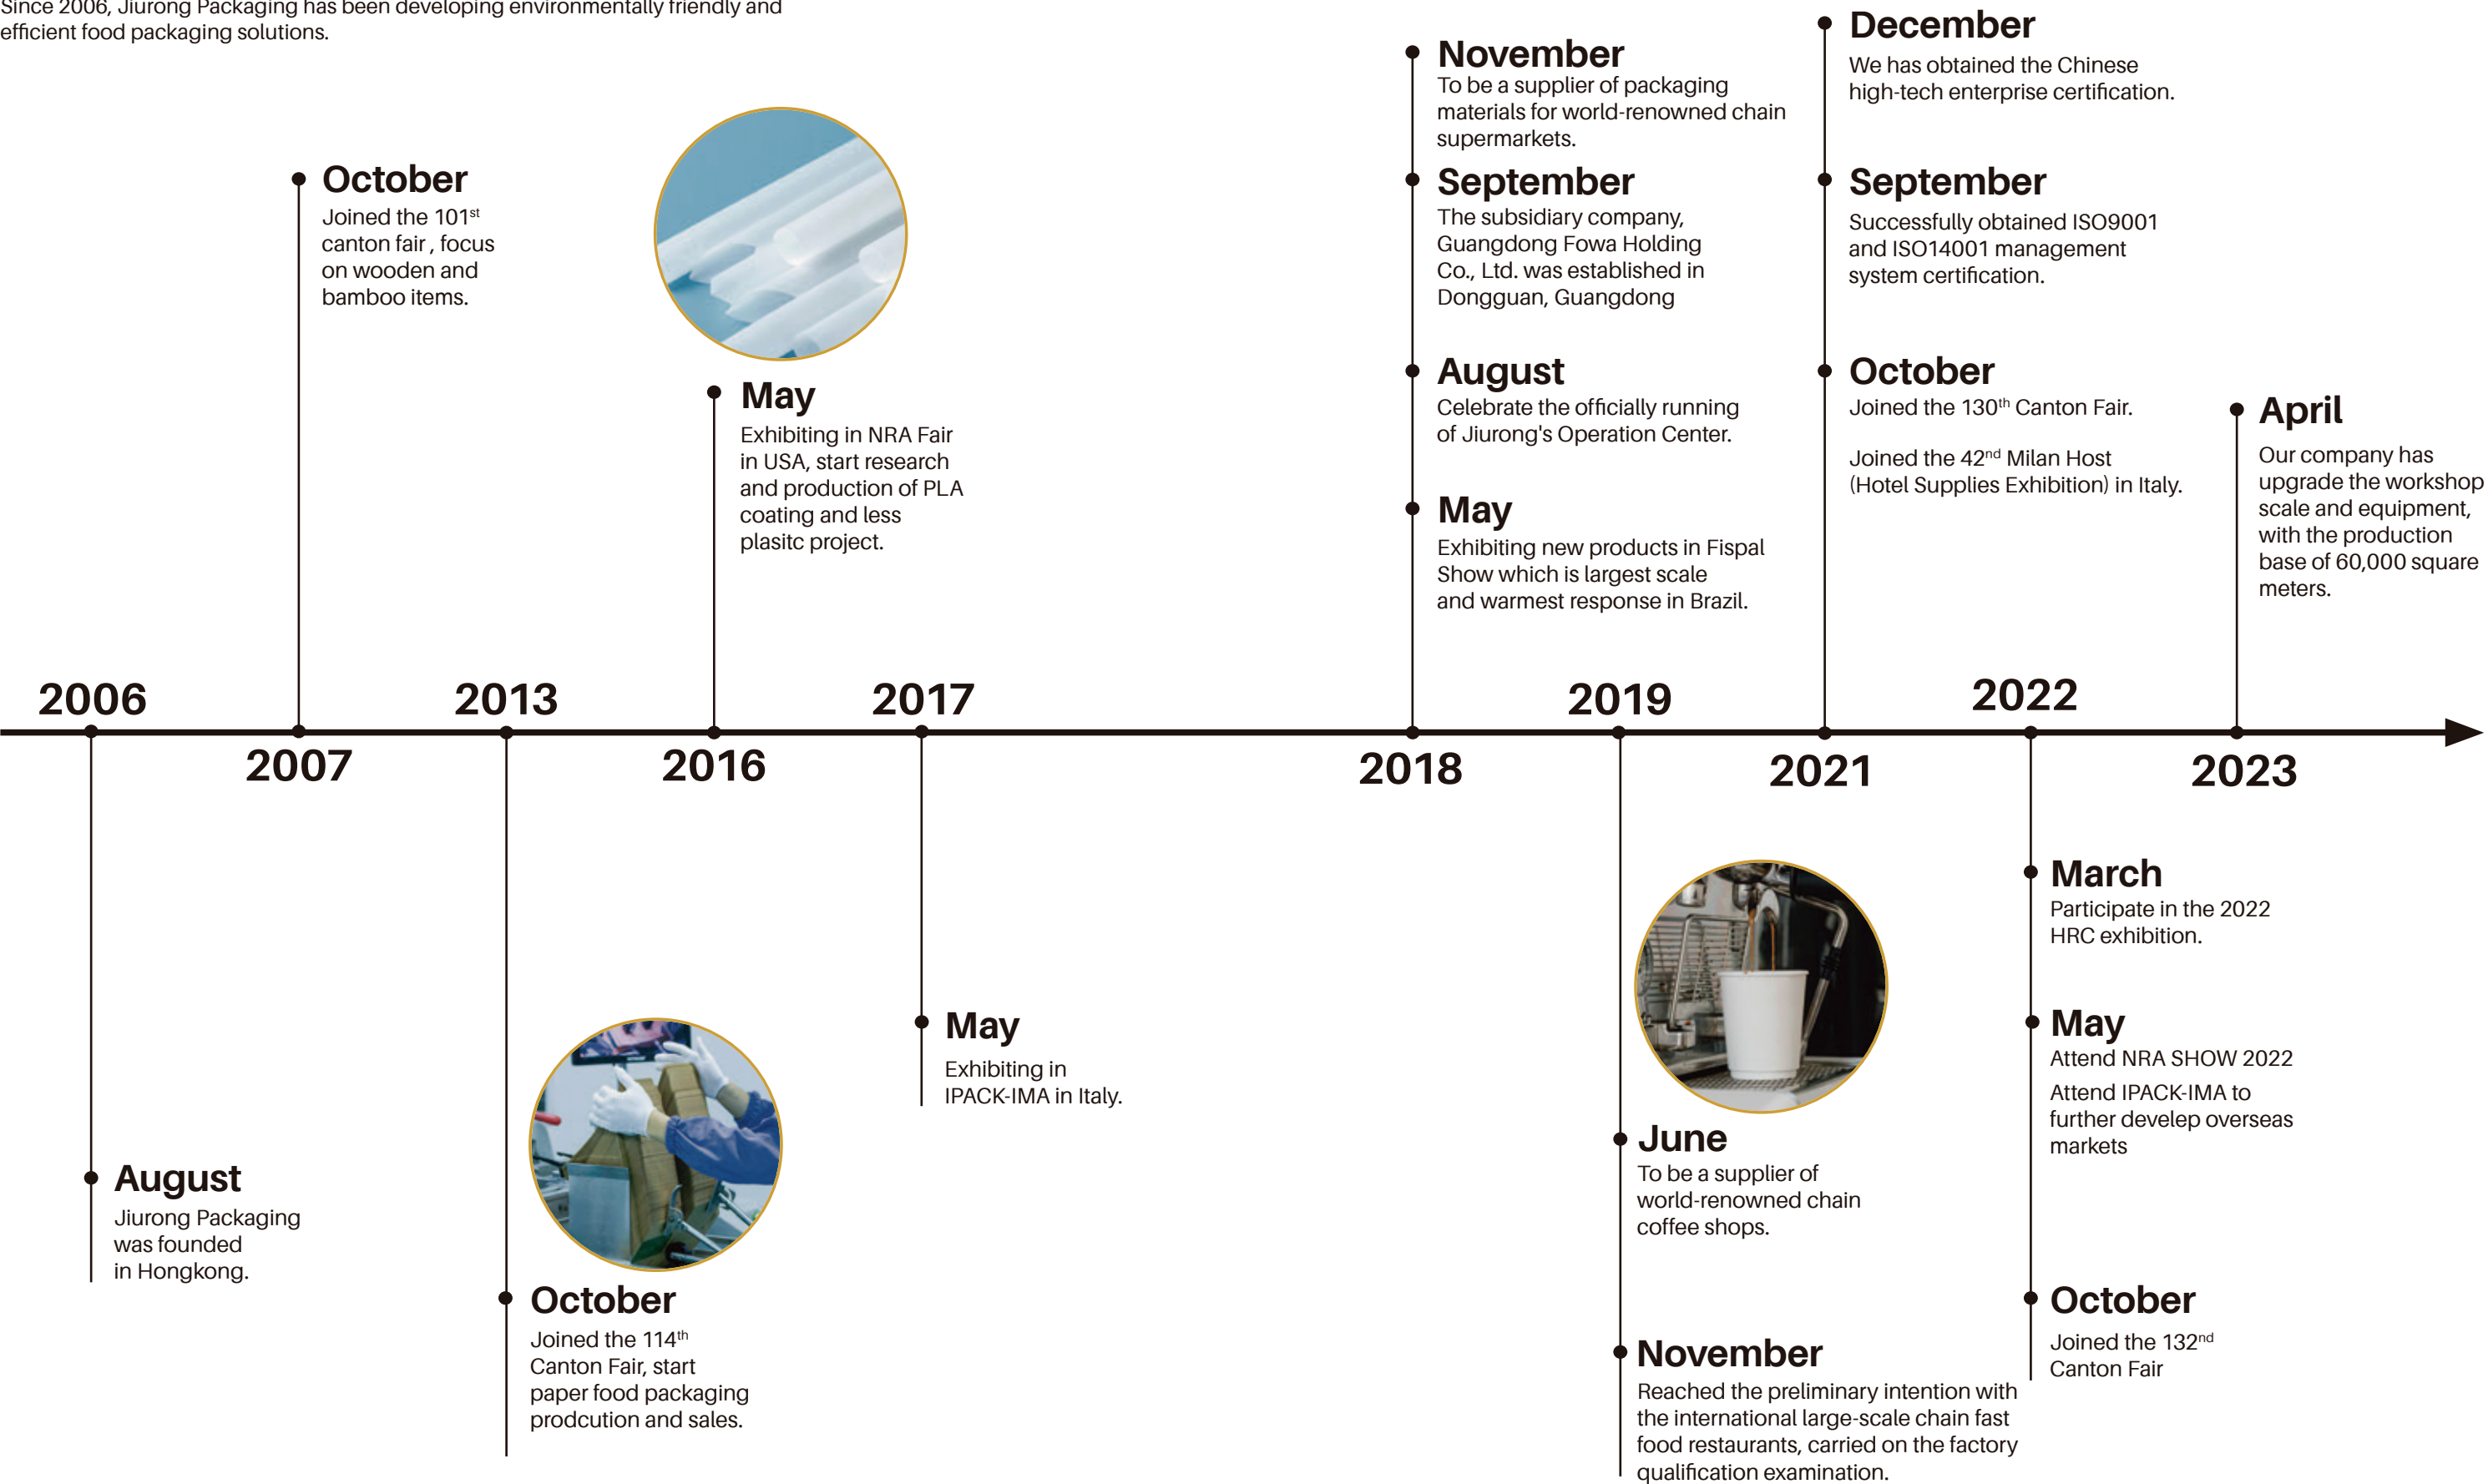 Since 2006, Jiurong Packaging has been developing environmentally friendly and
efficient food packaging solutions.
2006
August
Jiurong Packaging
was founded
in Hongkong.
2007
October
Joined the 101st
canton fair , focus
on wooden and
bamboo items.
2013
October
Joined the 114th
Canton Fair, start
paper food packaging
prodcution and sales.
2016
May
Exhibiting in NRA Fair
in USA, start research
and production of PLA
coating and less
plasitc project.
2017
May
Exhibiting in
IPACK-IMA in Italy.
2018
November
To be a supplier of packaging
materials for world-renowned chain
supermarkets.
September
The subsidiary company,
Guangdong Fowa Holding
Co., Ltd. was established in
Dongguan, Guangdong
August
Celebrate the officially running
of Jiurong's Operation Center.
May
Exhibiting new products in Fispal
Show which is largest scale
and warmest response in Brazil.
2019
June
To be a supplier of
world-renowned chain
coffee shops.
November
Reached the preliminary intention with
the international large-scale chain fast
food restaurants, carried on the factory
qualification examination.
2021
December
We has obtained the Chinese
high-tech enterprise certification.
September
Successfully obtained ISO9001
and ISO14001 management
system certification.
October
Joined the 130th Canton Fair.
Joined the 42nd Milan Host
(Hotel Supplies Exhibition) in Italy.
2022
March
Participate in the 2022
HRC exhibition.
May
Attend NRA SHOW 2022
Attend IPACK-IMA to
further develep overseas
markets
October
Joined the 132nd
Canton Fair
2023
April
Our company has
upgrade the workshop
scale and equipment,
with the production
base of 60,000 square
meters.